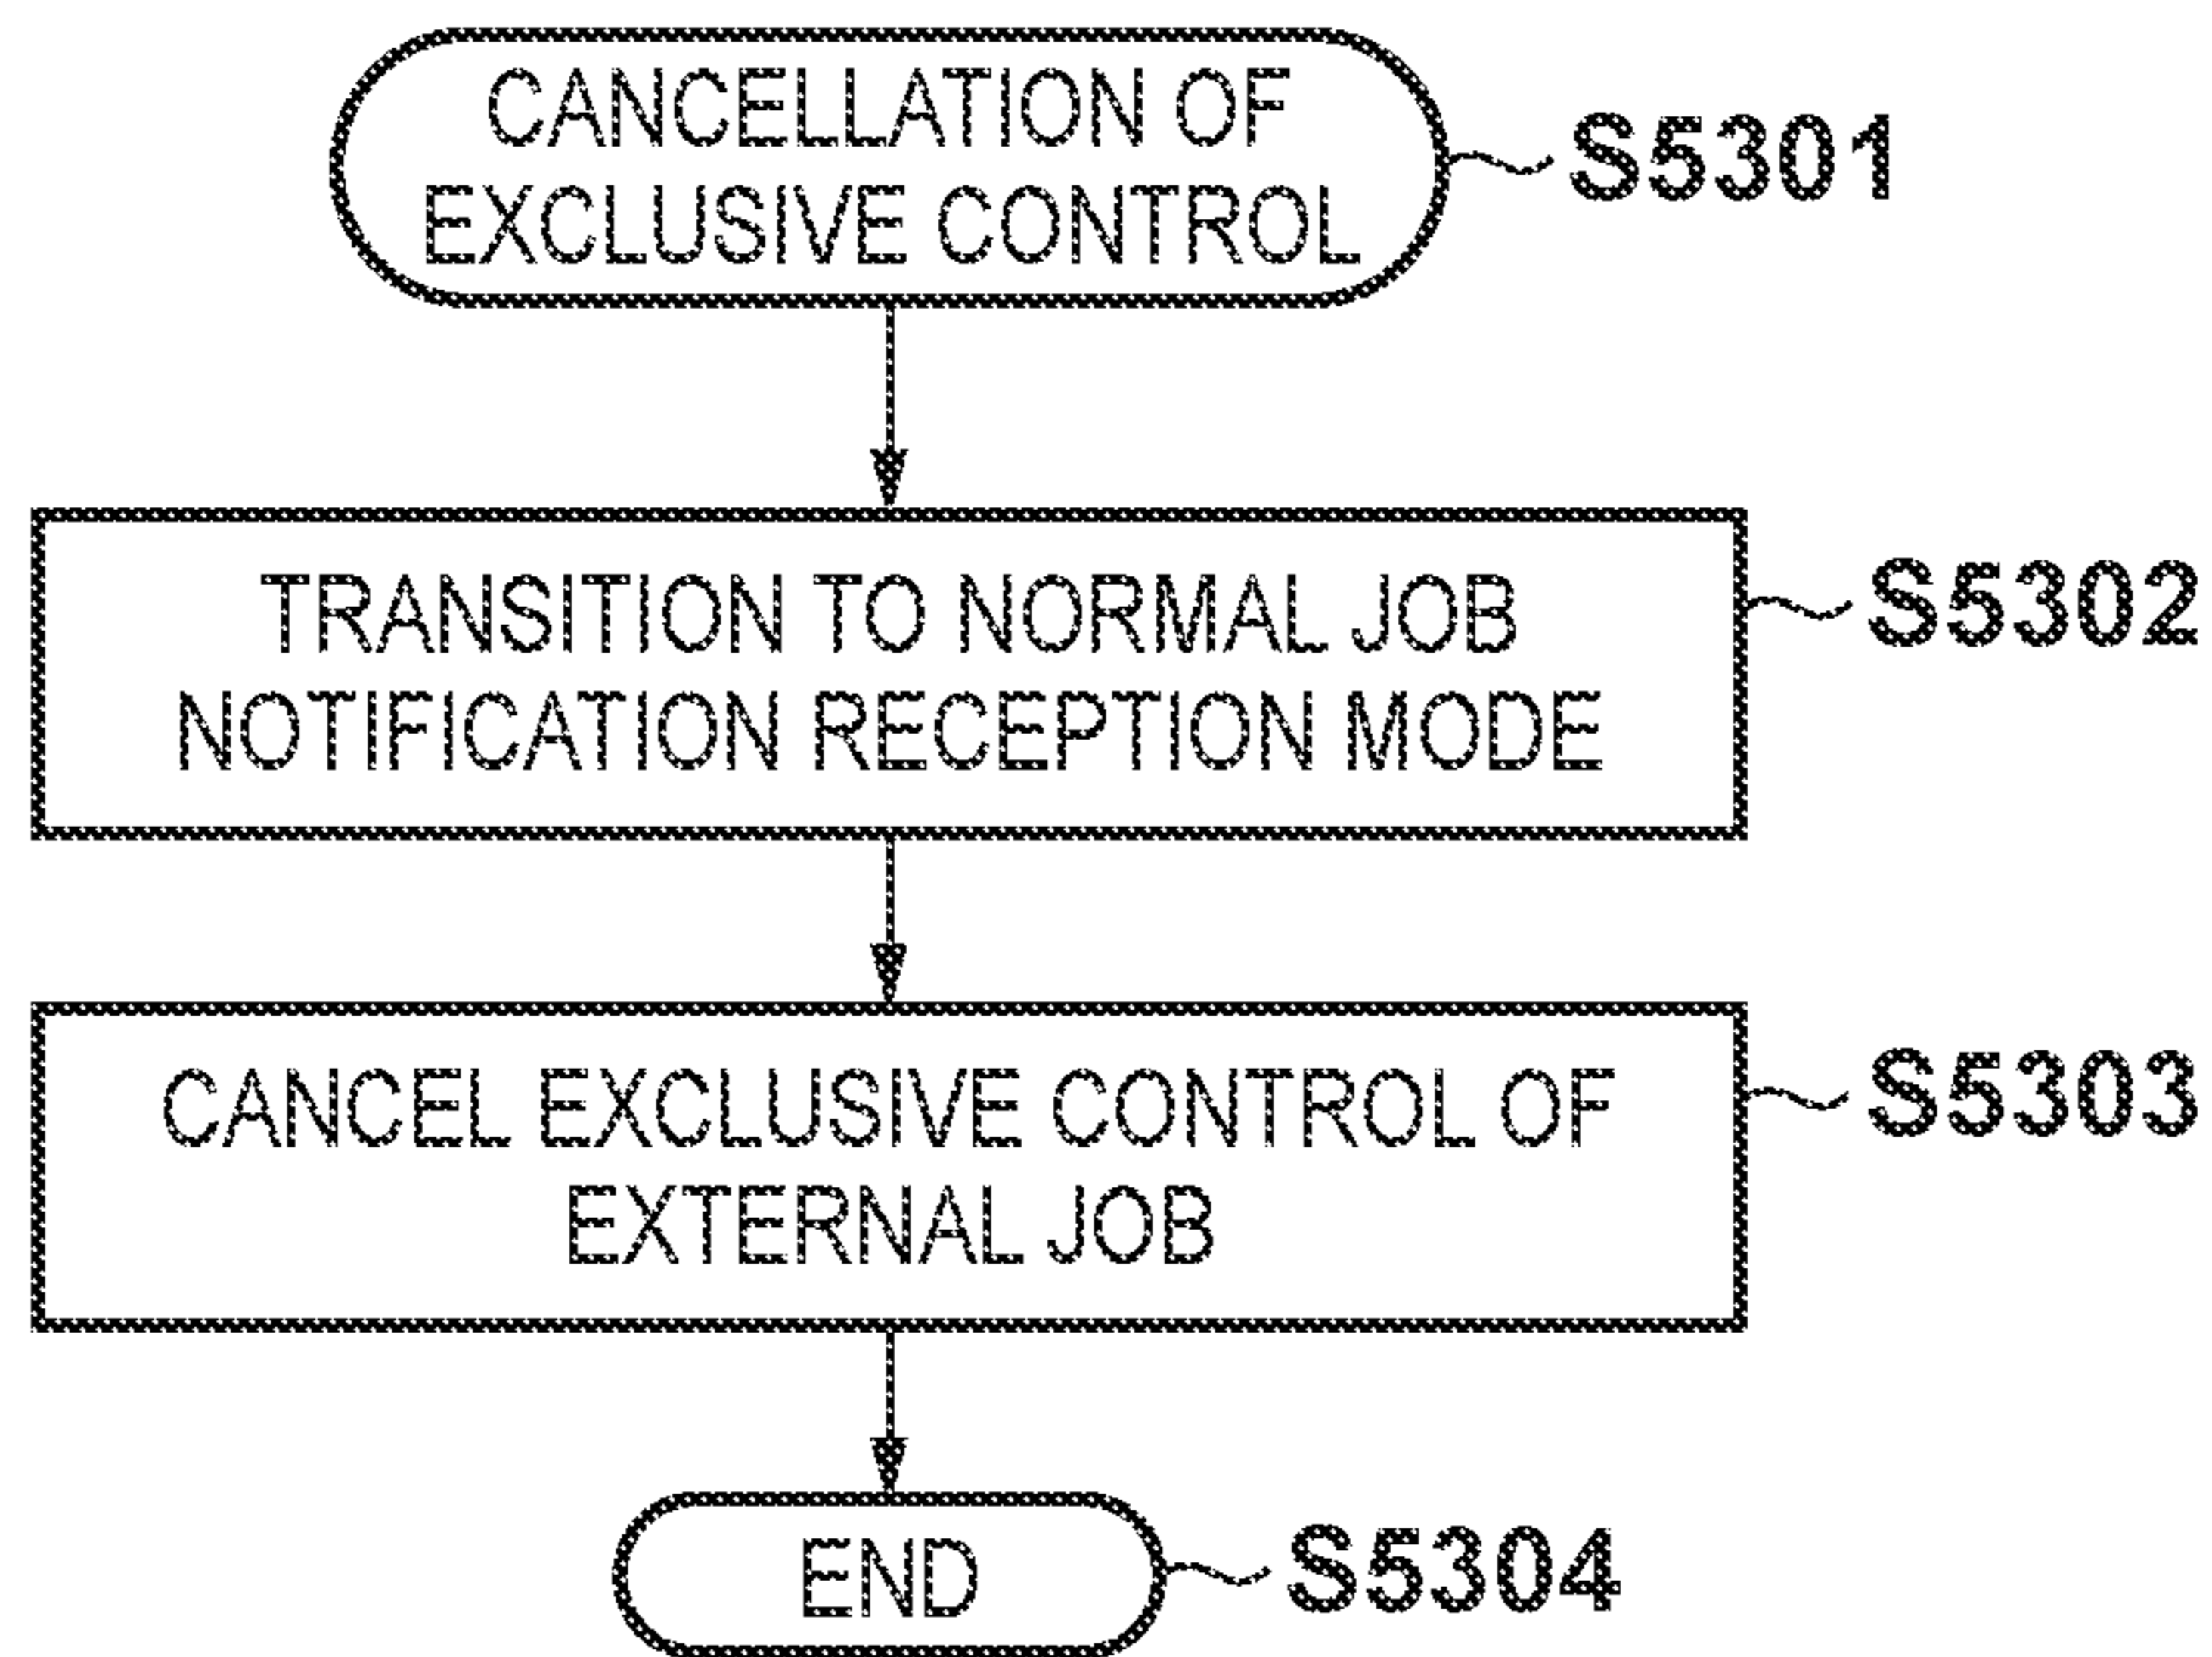 CANCELLATION OF
EXCLUSIVE CONTROL
S5301
TRANSITION TO NORMAL JOB
NOTIFICATION RECEPTION MODE
S5302
CANCEL EXCLUSIVE CONTROL OF
EXTERNAL JOB
S5303
END
S5304